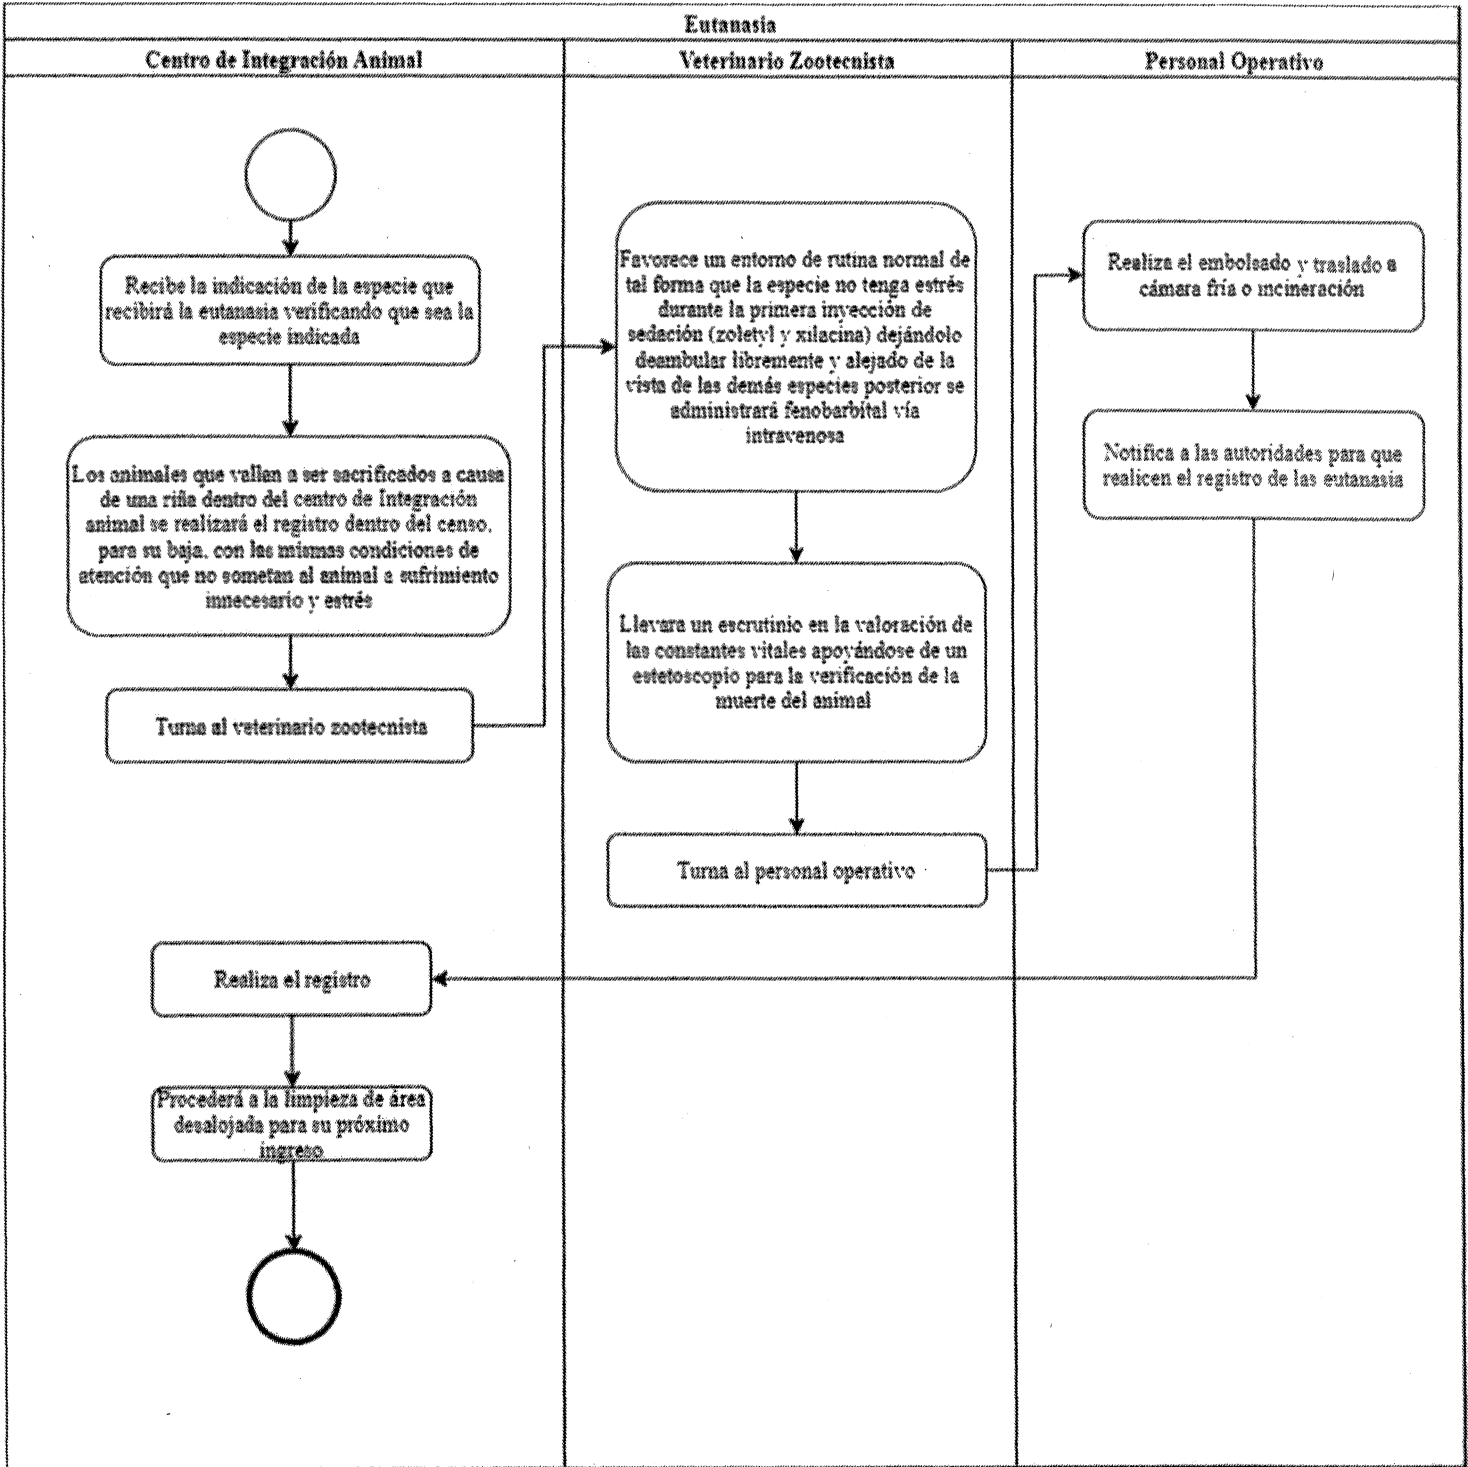 Eutanasia
Centro de Integración Animal
Veterinario Zootecnista
Personal Operativo
Recibe la indicación de la especie que
recibirá la eutanasia verificando que sea la
especie indicada
Los animales que vallan a ser sacrificados a causa
de una riña dentro del centro de Integración
animal se realizará el registro dentro del censo,
para su baja, con las mismas condiciones de
atención que no sometan al animal a sufrimiento
innecesario y estrés
Turna al veterinario zootecnista
Favorece un entorno de rutina normal de
tal forma que la especie no tenga estrés
durante la primera inyección de
sedación (zoletyl y xilacina) dejándolo
deambular libremente y alejado de la
vista de las demás especies posterior se
administrará fenobarbital vía
intravenosa
Llevara un escrutinio en la valoración de
las constantes vitales apoyándose de un
estetoscopio para la verificación de la
muerte del animal
Turna al personal operativo
Realiza el embolsado y traslado a
cámara fría o incineración
Notifica a las autoridades para que
realicen el registro de las eutanasia
Realiza el registro
Procederá a la limpieza de área
desalojada para su próximo
ingreso